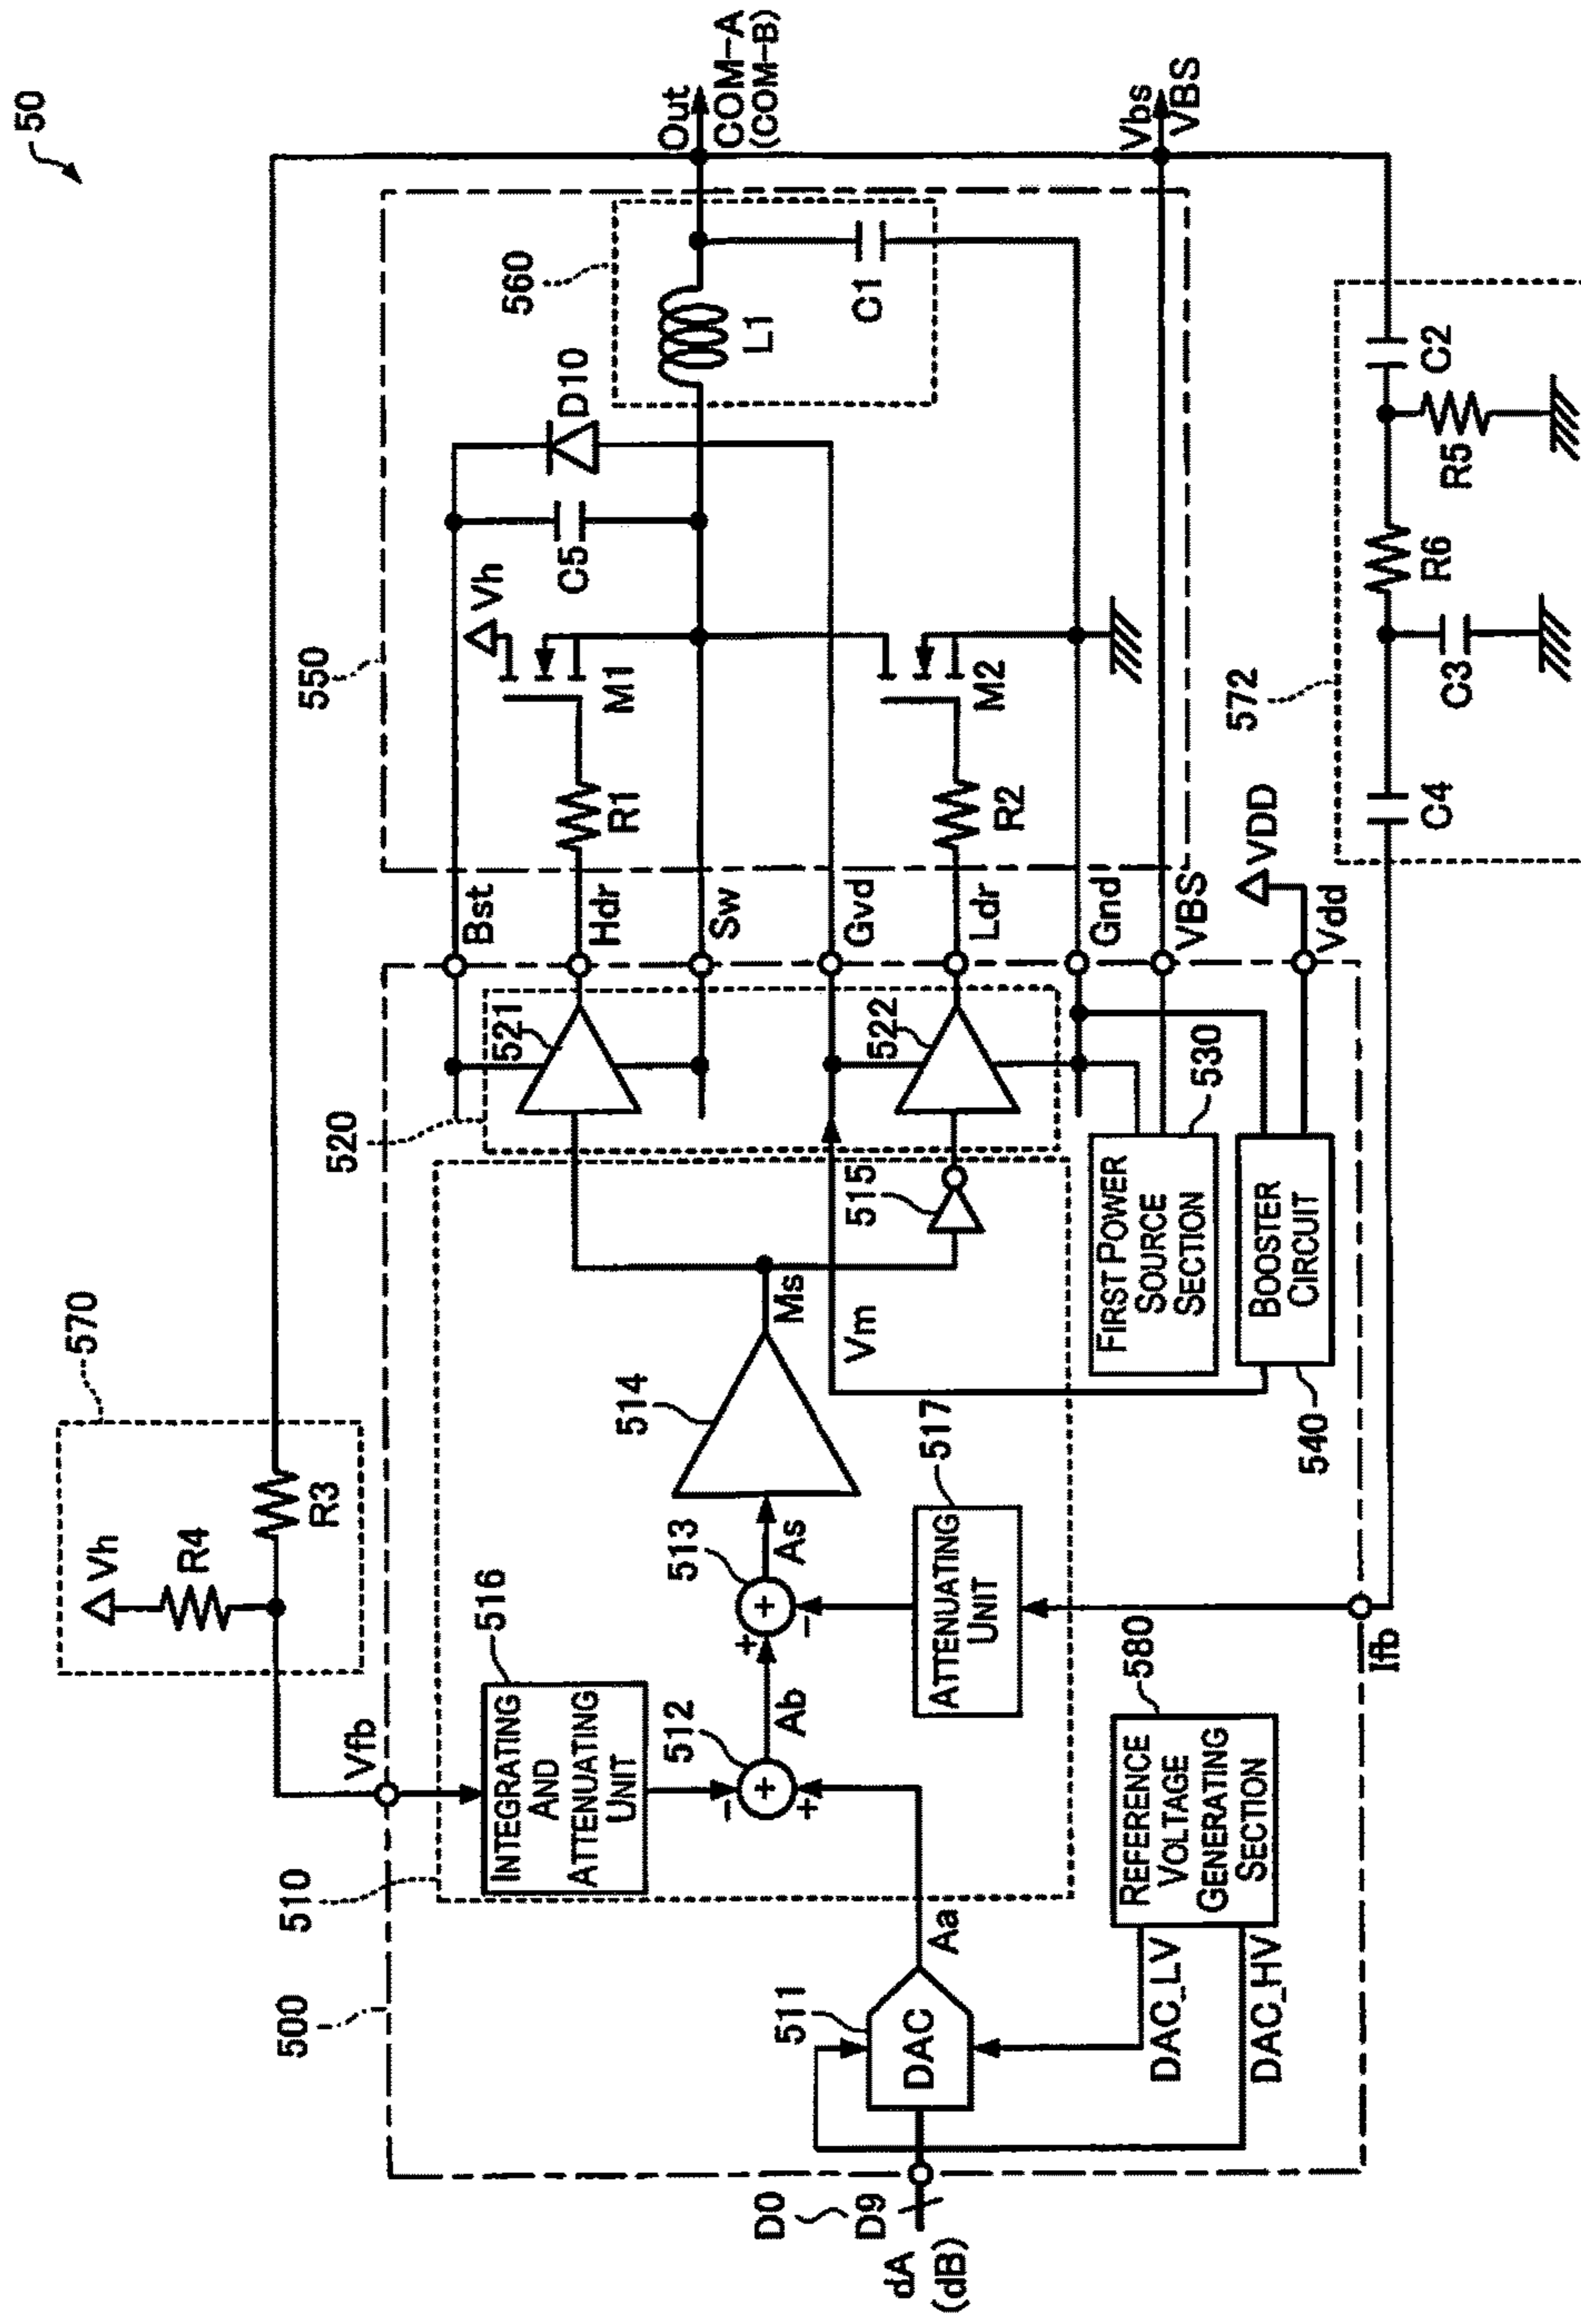 50
570
Vh
R4
R3
Vfb
500
510
INTEGRATING
AND
ATTENUATING
UNIT
516
512
Ab
513
As
514
Ms
515
520
521
522
ATTENUATING
UNIT
517
Vm
D0
D9
dA
(dB)
511
DAC
Aa
DAC_LV
DAC_HV
REFERENCE
VOLTAGE
GENERATING
SECTION
580
FIRST POWER
SOURCE
SECTION
530
BOOSTER
CIRCUIT
540
Ifb
Bst
Hdr
Sw
Gvd
Ldr
Gnd
VBS
Vdd
VDD
550
Vh
R1
M1
C5
D10
R2
M2
560
L1
C1
Out
COM-A
(COM-B)
Vbs
VBS
572
C4
C3
R6
R5
C2
+
−
+
+
+
−